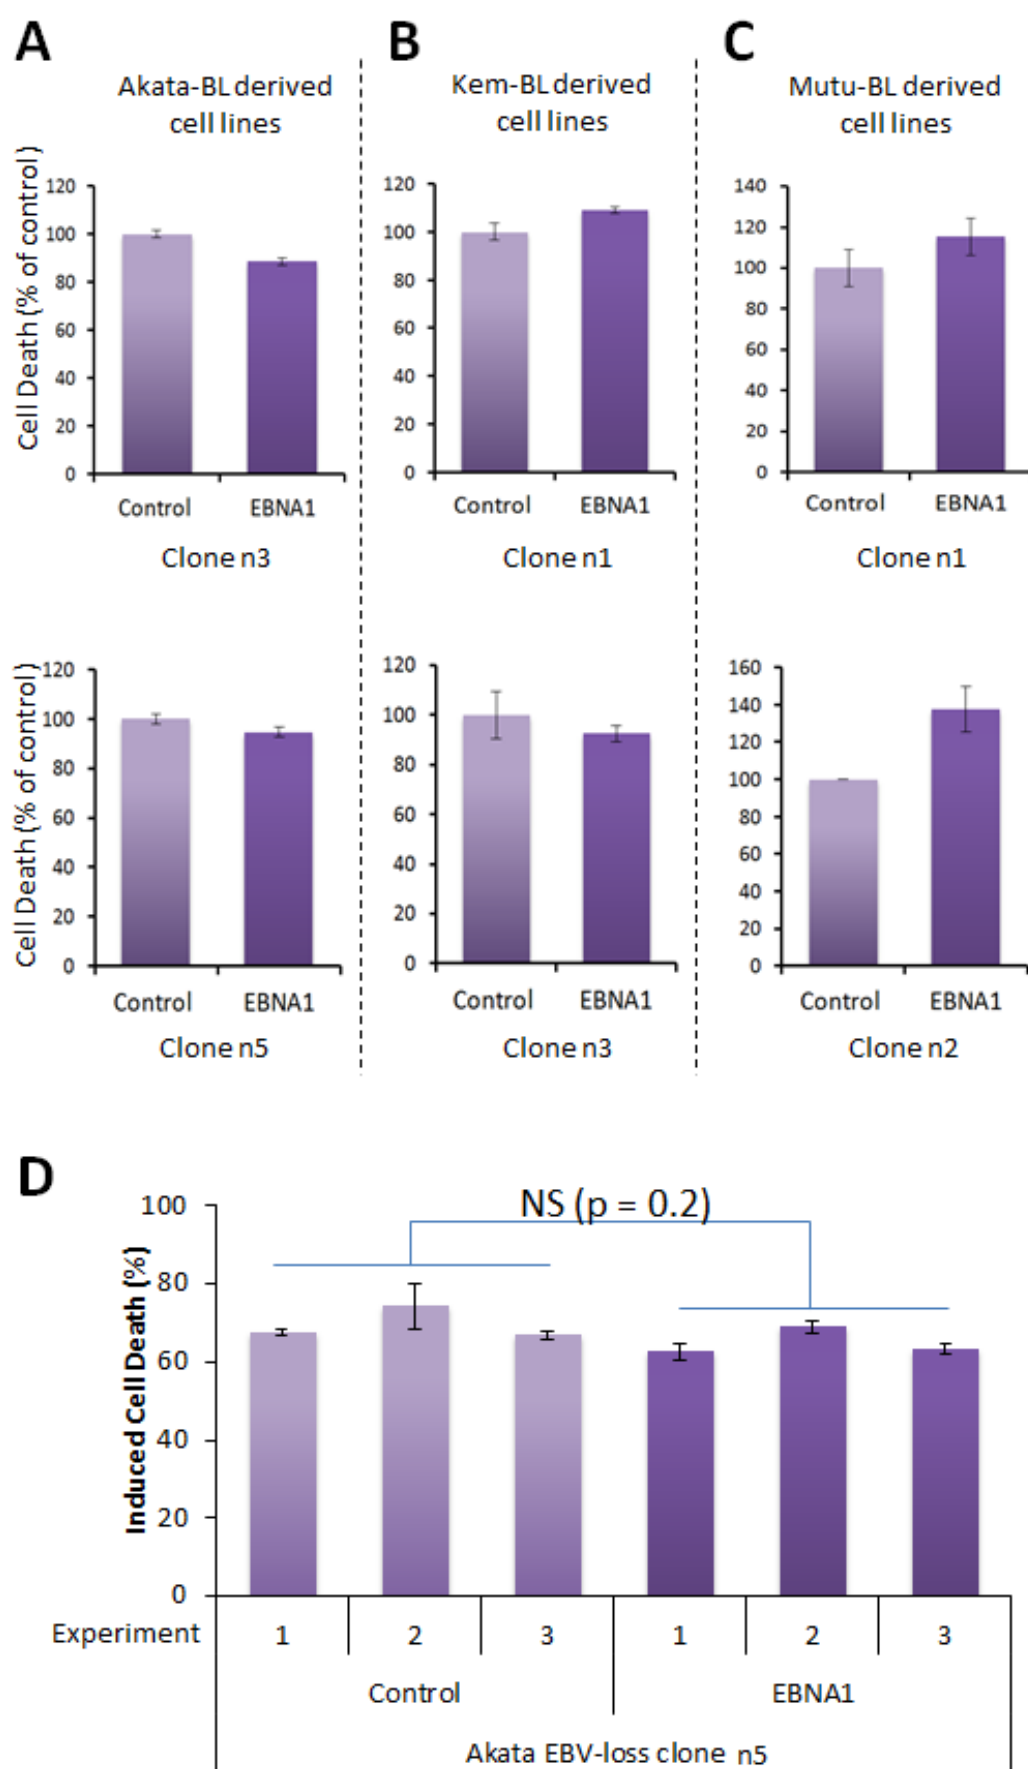 A
B
C
Akata-BL derived
cell lines
Kem-BL derived
cell lines
Mutu-BL derived
cell lines
Cell Death (% of control)
120
100
80
60
40
20
0
Control EBNA1
Clone n3
120
100
80
60
40
20
0
Control EBNA1
Clone n1
140
120
100
80
60
40
20
0
Control EBNA1
Clone n1
Cell Death (% of control)
120
100
80
60
40
20
0
Control EBNA1
Clone n5
120
100
80
60
40
20
0
Control EBNA1
Clone n3
160
140
120
100
80
60
40
20
0
Control EBNA1
Clone n2
D
NS (p = 0.2)
Induced Cell Death (%)
100
80
60
40
20
0
Experiment 1 2 3 1 2 3
Control EBNA1
Akata EBV-loss clone n5